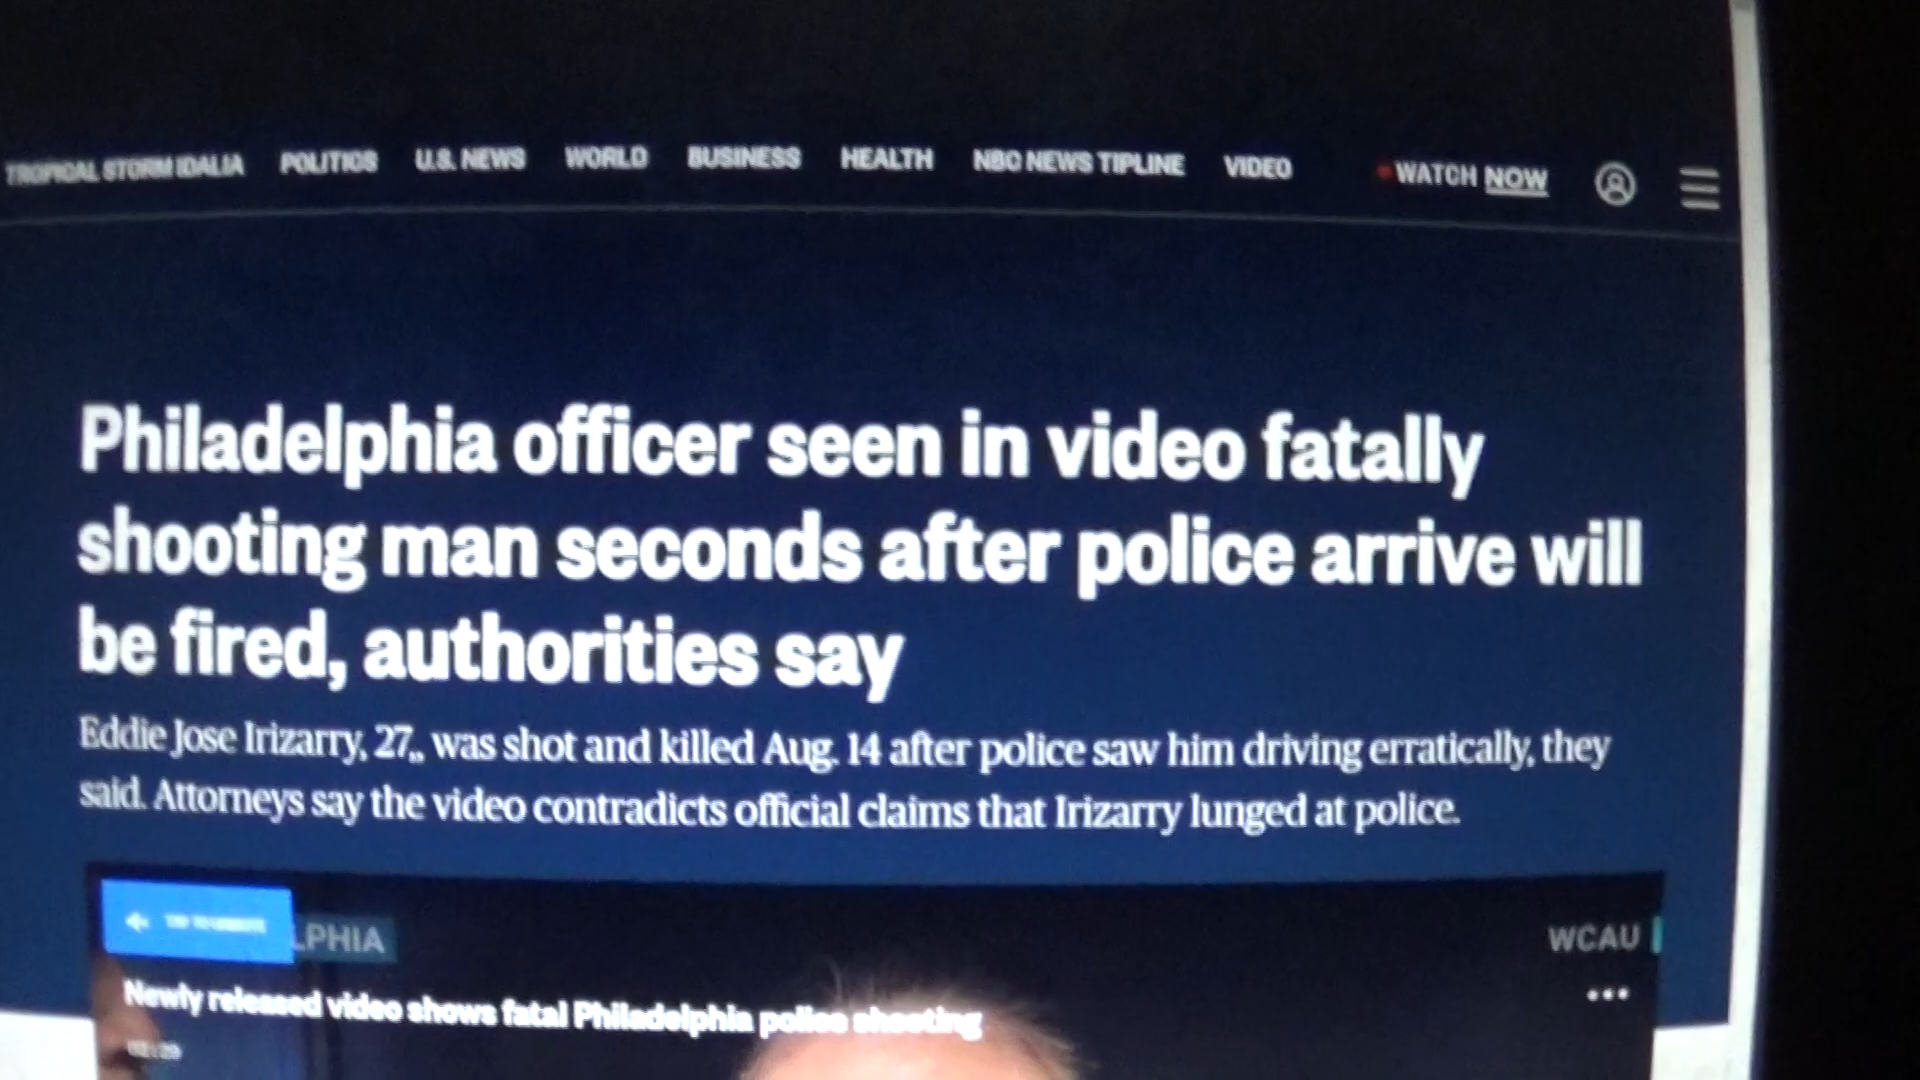 TROPICAL STORM IDALIA POLITICS U.S. NEWS WORLD BUSINESS HEALTH NBC NEWS TIPLINE VIDEO WATCH NOW
Philadelphia officer seen in video fatally
shooting man seconds after police arrive will
be fired, authorities say
Eddie Jose Irizarry, 27,, was shot and killed Aug. 14 after police saw him driving erratically, they
said. Attorneys say the video contradicts official claims that Irizarry lunged at police.
LPHIA
WCAU
Newly released video shows fatal Philadelphia police shooting